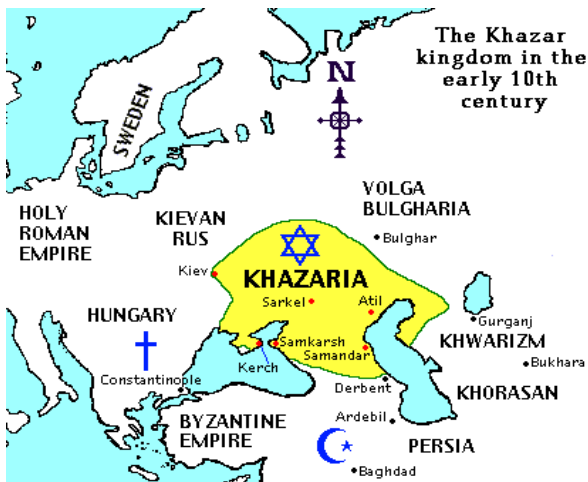 The Khazar
kingdom in the
early 10th
century
N
SWEDEN
VOLGA
BULGHARIA
HOLY
ROMAN
EMPIRE
KIEVAN
RUS
Bulghar
Kiev
KHAZARIA
Sarkel
Atil
HUNGARY
Gurganj
KHWARIZM
Samkarsh
Samandar
Kerch
Bukhara
Constantinople
Derbent
KHORASAN
BYZANTINE
EMPIRE
Ardebil
PERSIA
Baghdad